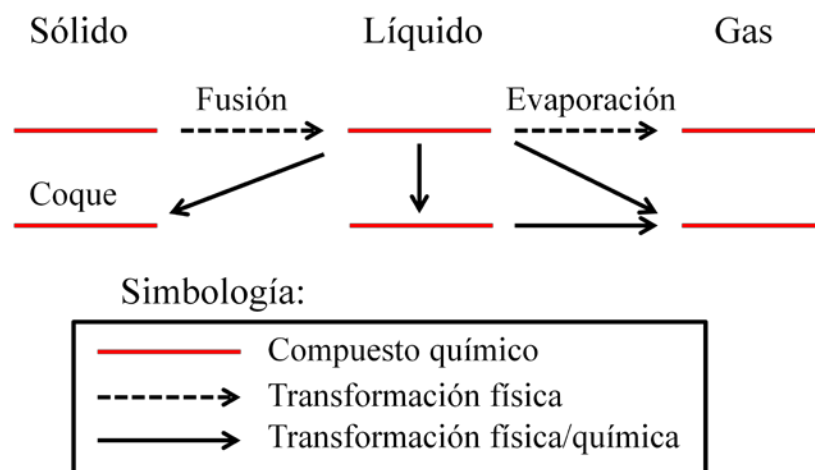 Sólido Líquido Gas
Fusión Evaporación
Coque
Simbología:
Compuesto químico
Transformación física
Transformación física/química